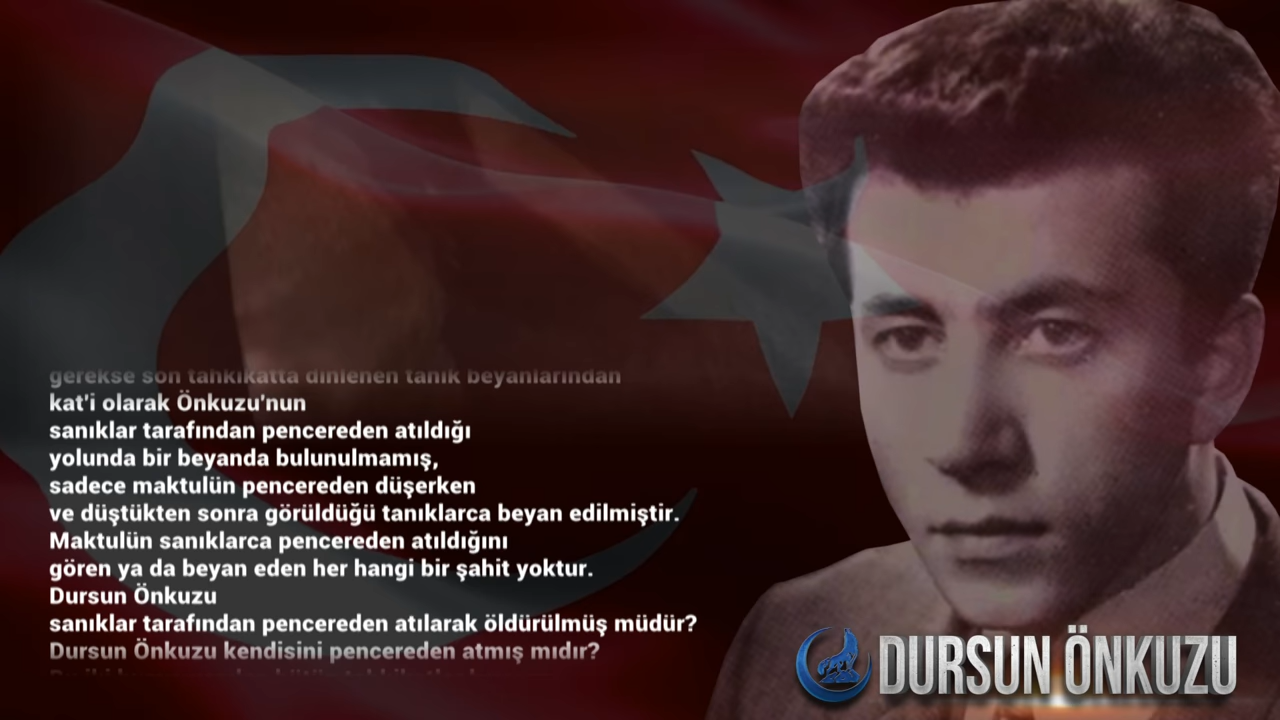 gerekse son tahkikatta dinlenen tanık beyanlarından
kat'i olarak Önkuzu'nun
sanıklar tarafından pencereden atıldığı
yolunda bir beyanda bulunulmamış,
sadece maktulün pencereden düşerken
ve düştükten sonra görüldüğü tanıklarca beyan edilmiştir.
Maktulün sanıklarca pencereden atıldığını
gören ya da beyan eden her hangi bir şahit yoktur.
Dursun Önkuzu
sanıklar tarafından pencereden atılarak öldürülmüş müdür?
Dursun Önkuzu kendisini pencereden atmış mıdır?
DURSUN ÖNKUZU